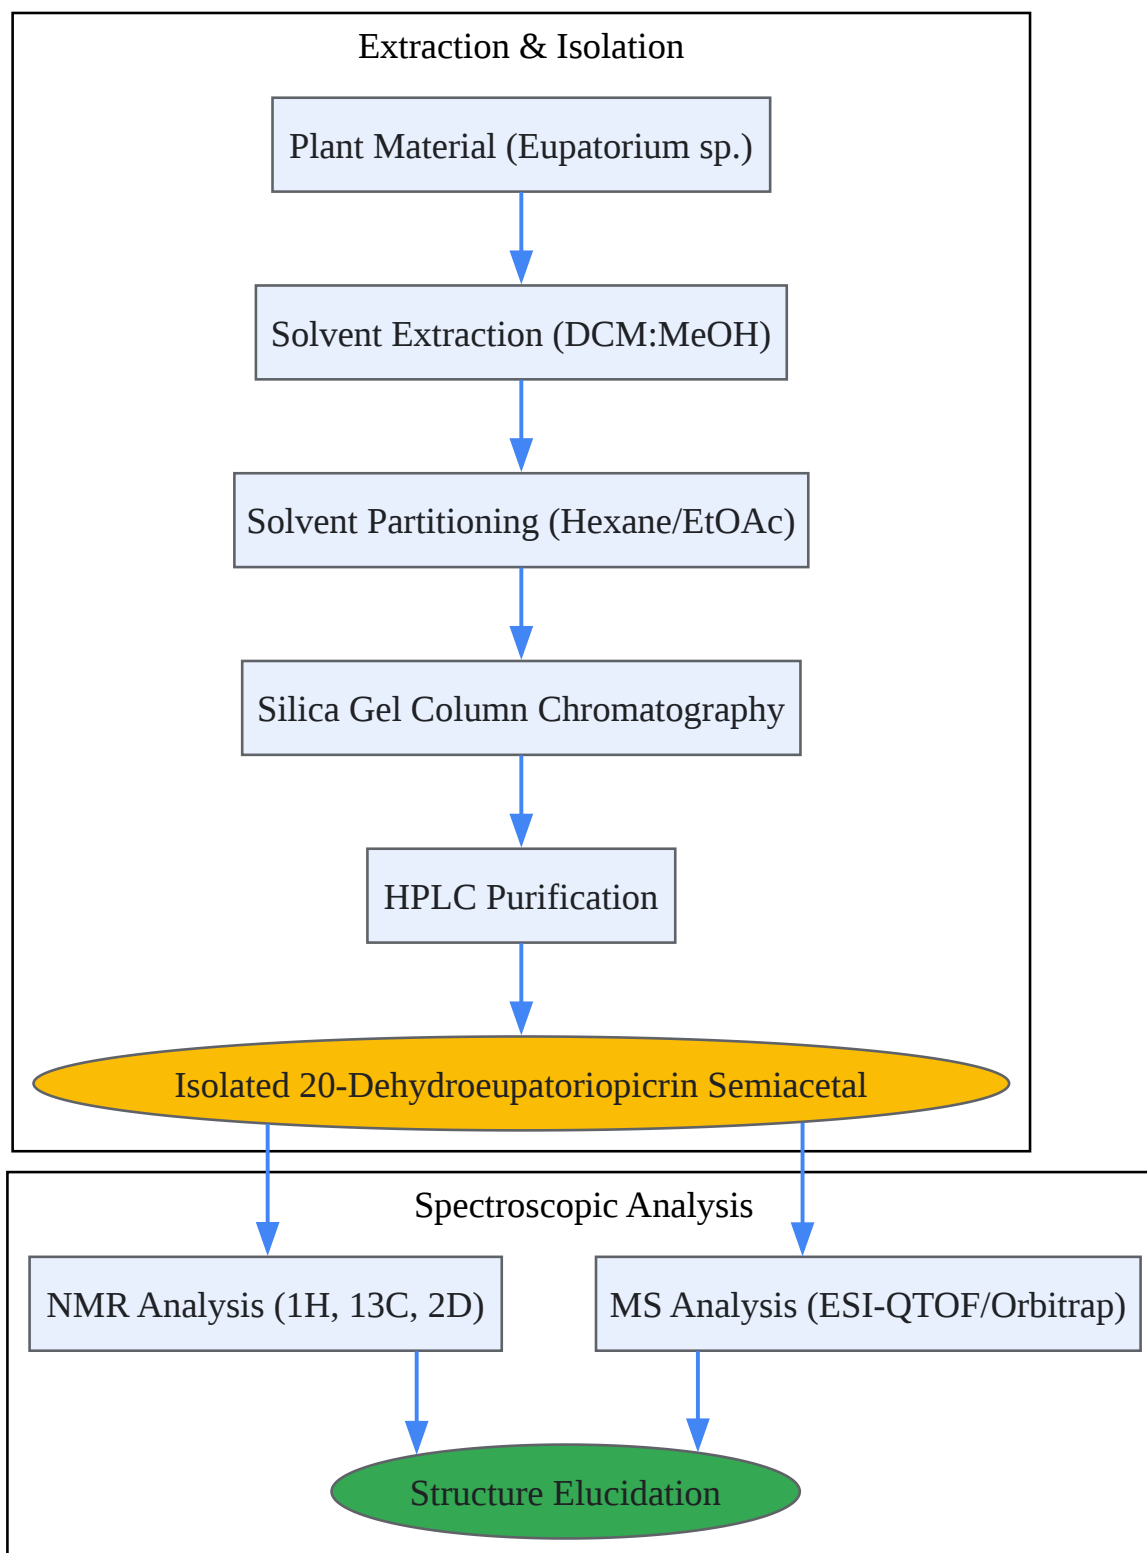 Extraction & Isolation
Plant Material (Eupatorium sp.)
Solvent Extraction (DCM:MeOH)
Solvent Partitioning (Hexane/EtOAc)
Silica Gel Column Chromatography
HPLC Purification
Isolated 20-Dehydroeupatoriopicrin Semiacetal
Spectroscopic Analysis
NMR Analysis (1H, 13C, 2D)
MS Analysis (ESI-QTOF/Orbitrap)
Structure Elucidation